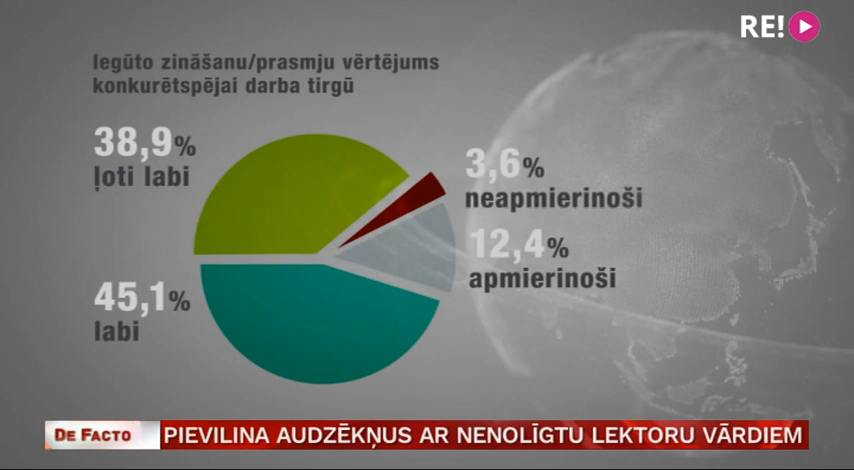 RE!
Iegūto zināšanu/prasmju vērtējums
konkurētspējai darba tirgū
38,9%
ļoti labi
3,6%
neapmierinoši
12,4%
apmierinoši
45,1%
labi
DE FACTO
PIEVILINA AUDZĒKŅUS AR NENOLĪGTU LEKTORU VĀRDIEM